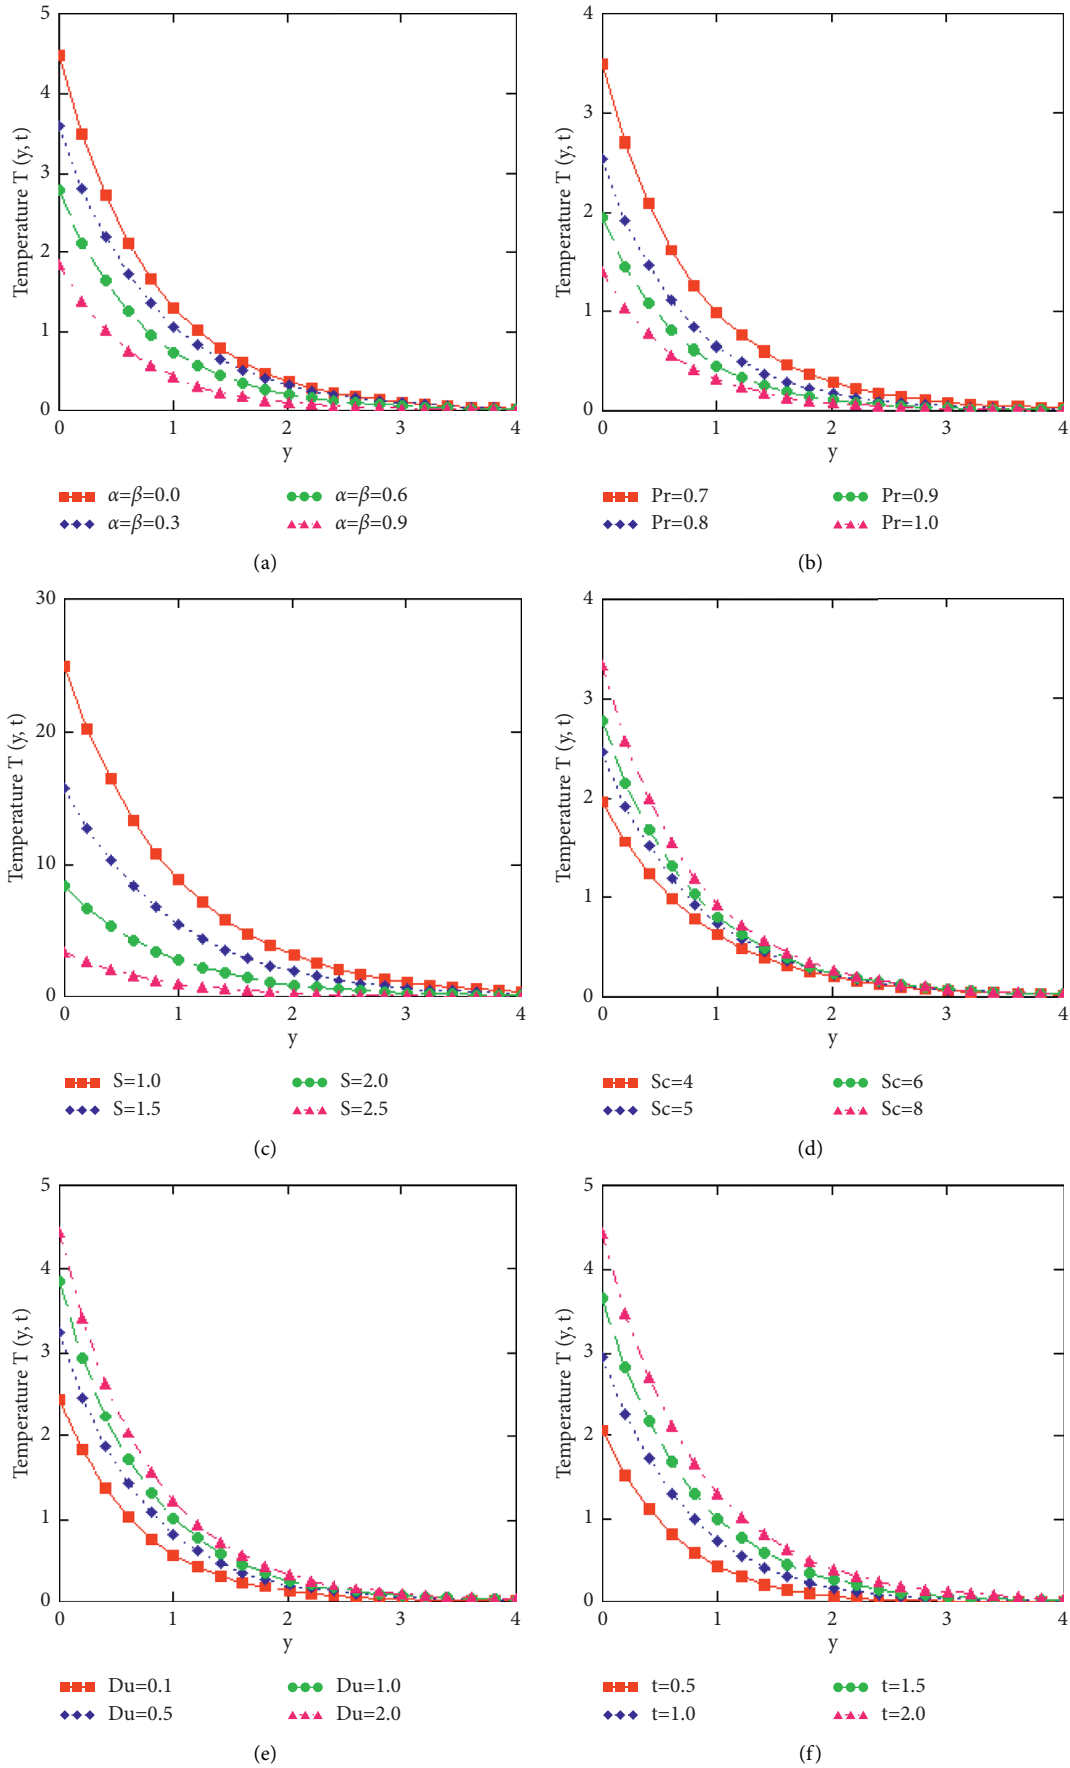 5
4
3
2
1
0
Temperature T (y, t)
0 1 2 3 4
y
α=β=0.0 α=β=0.6
α=β=0.3 α=β=0.9
(a)
4
3
2
1
0
Temperature T (y, t)
0 1 2 3 4
y
Pr=0.7 Pr=0.9
Pr=0.8 Pr=1.0
(b)
30
20
10
0
Temperature T (y, t)
0 1 2 3 4
y
S=1.0 S=2.0
S=1.5 S=2.5
(c)
4
3
2
1
0
Temperature T (y, t)
0 1 2 3 4
y
Sc=4 Sc=6
Sc=5 Sc=8
(d)
5
4
3
2
1
0
Temperature T (y, t)
0 1 2 3 4
y
Du=0.1 Du=1.0
Du=0.5 Du=2.0
(e)
5
4
3
2
1
0
Temperature T (y, t)
0 1 2 3 4
y
t=0.5 t=1.5
t=1.0 t=2.0
(f)